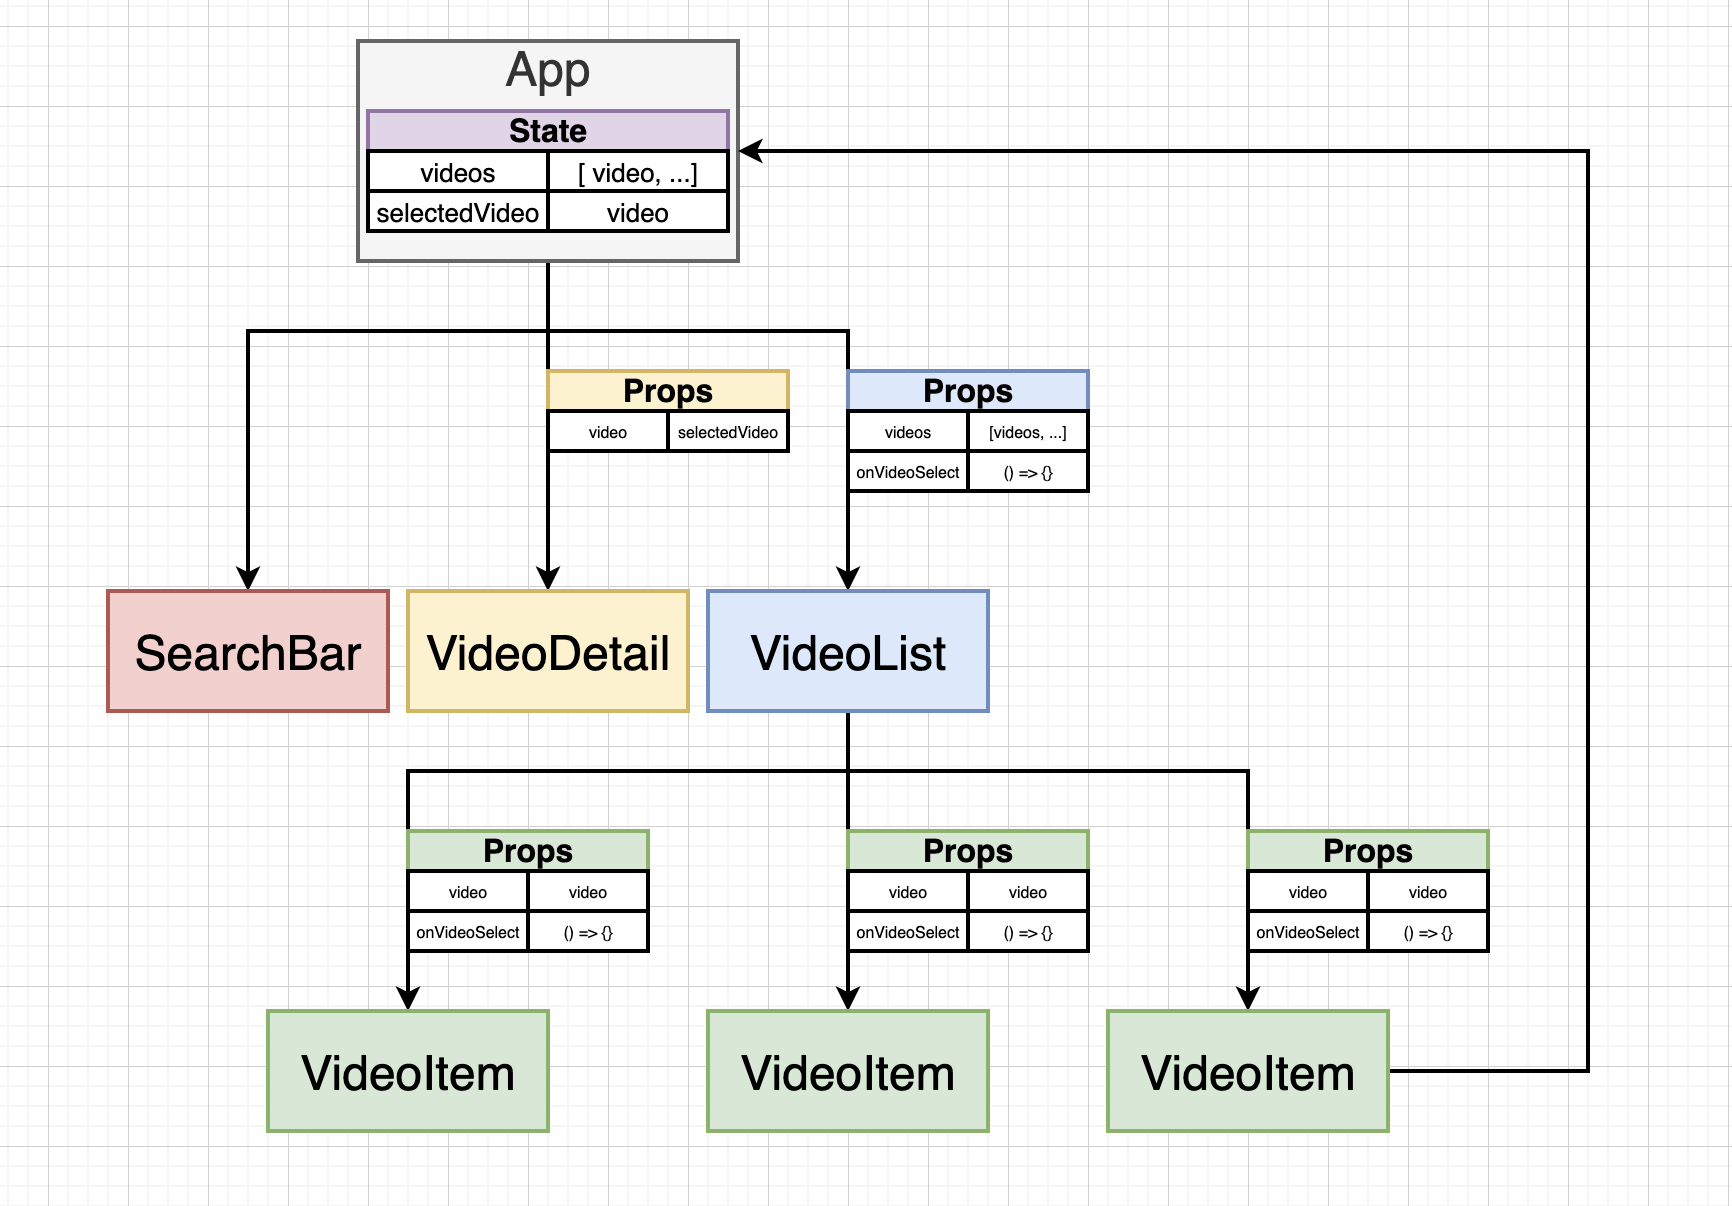 App
State
videos [ video, ...]
selectedVideo video
Props Props
video selectedVideo videos [videos, ...]
onVideoSelect () => {}
SearchBar VideoDetail VideoList
Props Props Props
video video video video video video
onVideoSelect () => {} onVideoSelect () => {} onVideoSelect () => {}
VideoItem VideoItem VideoItem